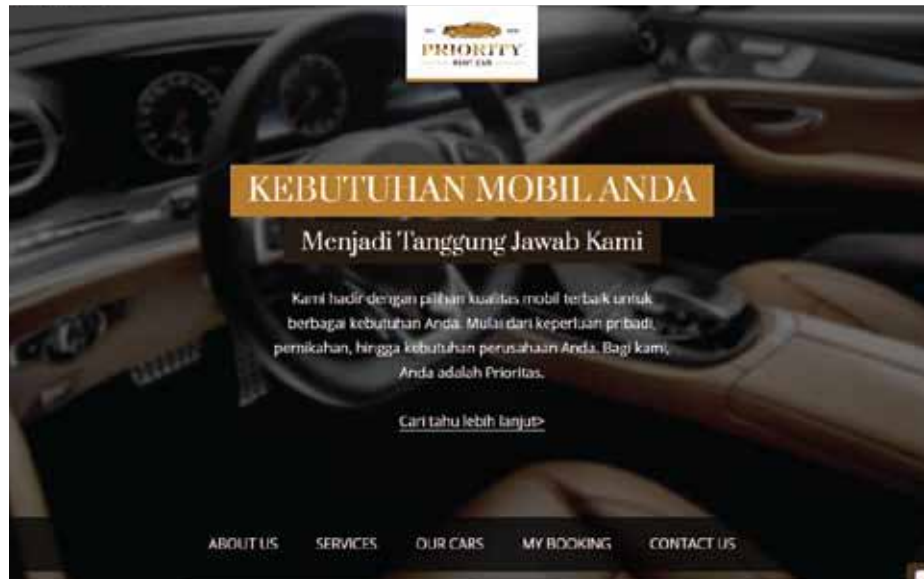 PRIORITY
RENT CAR
KEBUTUHAN MOBIL ANDA
Menjadi Tanggung Jawab Kami
Kami hadir dengan pilihan kualitas mobil terbaik untuk
berbagai kebutuhan Anda. Mulai dari keperluan pribadi,
pernikahan, hingga kebutuhan perusahaan Anda. Bagi kami,
Anda adalah Prioritas.
Cari tahu lebih lanjut>
ABOUT US SERVICES OUR CARS MY BOOKING CONTACT US